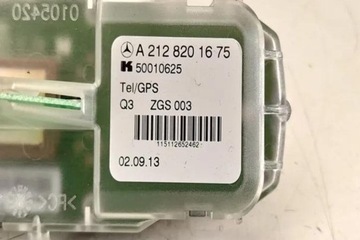 0105420
A 212 820 16 75
K 50010625
Tel/GPS
Q3 ZGS 003
115112652462
02.09.13